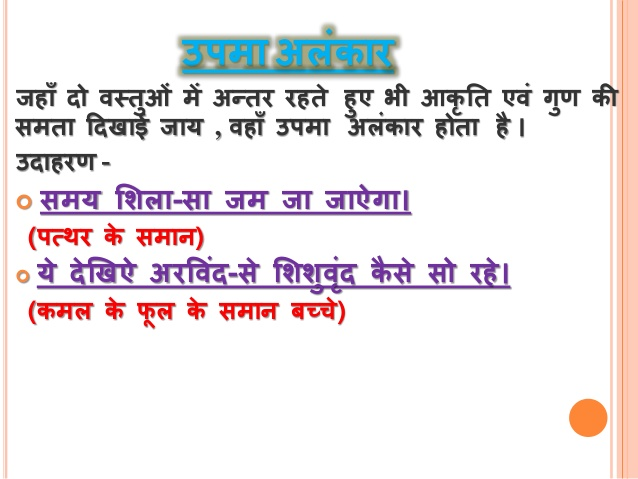 उपमा अलंकार
जहाँ दो वस्तुओं में अन्तर रहते हुए भी आकृति एवं गुण की
समता दिखाई जाय , वहाँ उपमा अलंकार होता है ।
उदाहरण -
समय शिला-सा जम जा जाऐगा।
(पत्थर के समान)
ये देखिऐ अरविंद-से शिशुवृंद कैसे सो रहे।
(कमल के फूल के समान बच्चे)